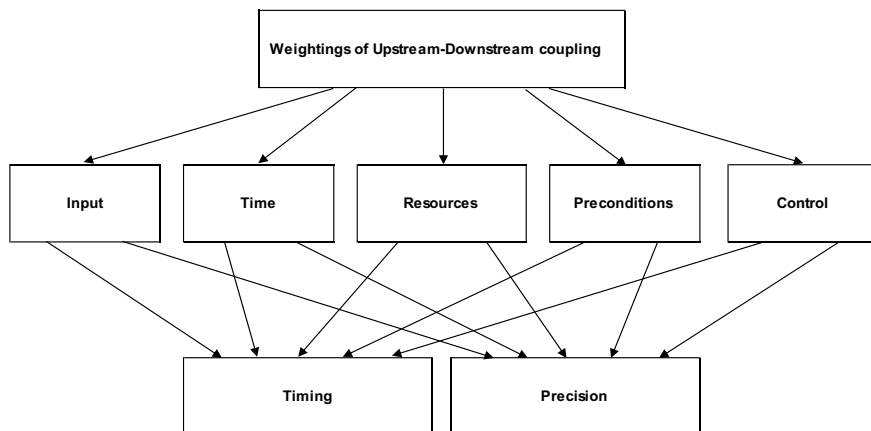 Weightings of Upstream-Downstream coupling
Input
Time
Resources
Preconditions
Control
Timing
Precision